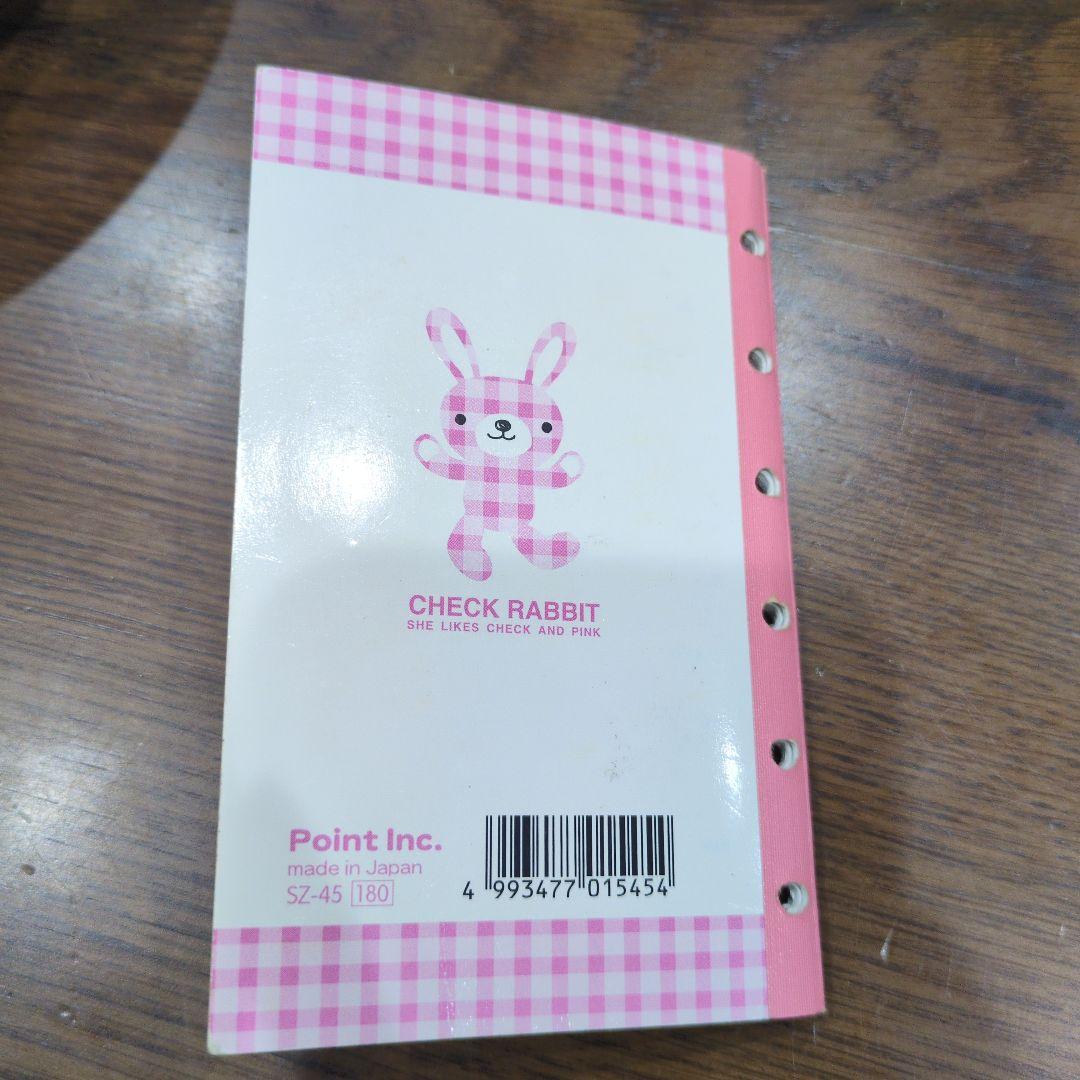 CHECK RABBIT
SHE LIKES CHECK AND PINK
Point Inc.
made in Japan
SZ-45 180
4 993477 015454